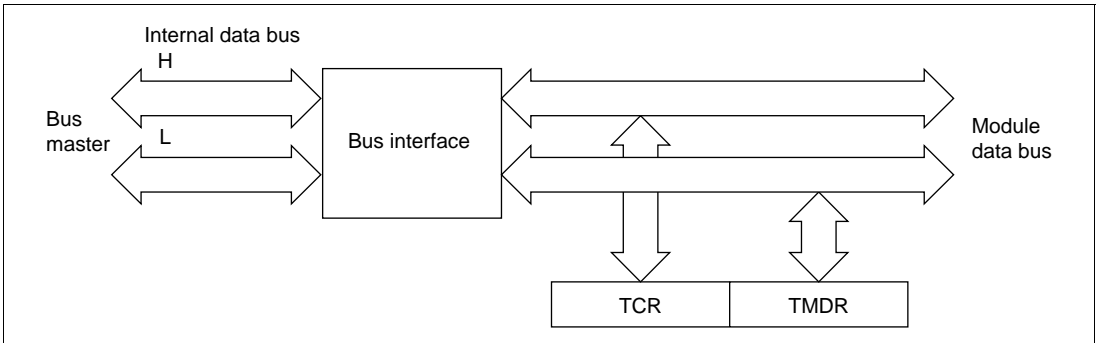 Internal data bus
H
Bus
master
L
Bus interface
Module
data bus
TCR
TMDR